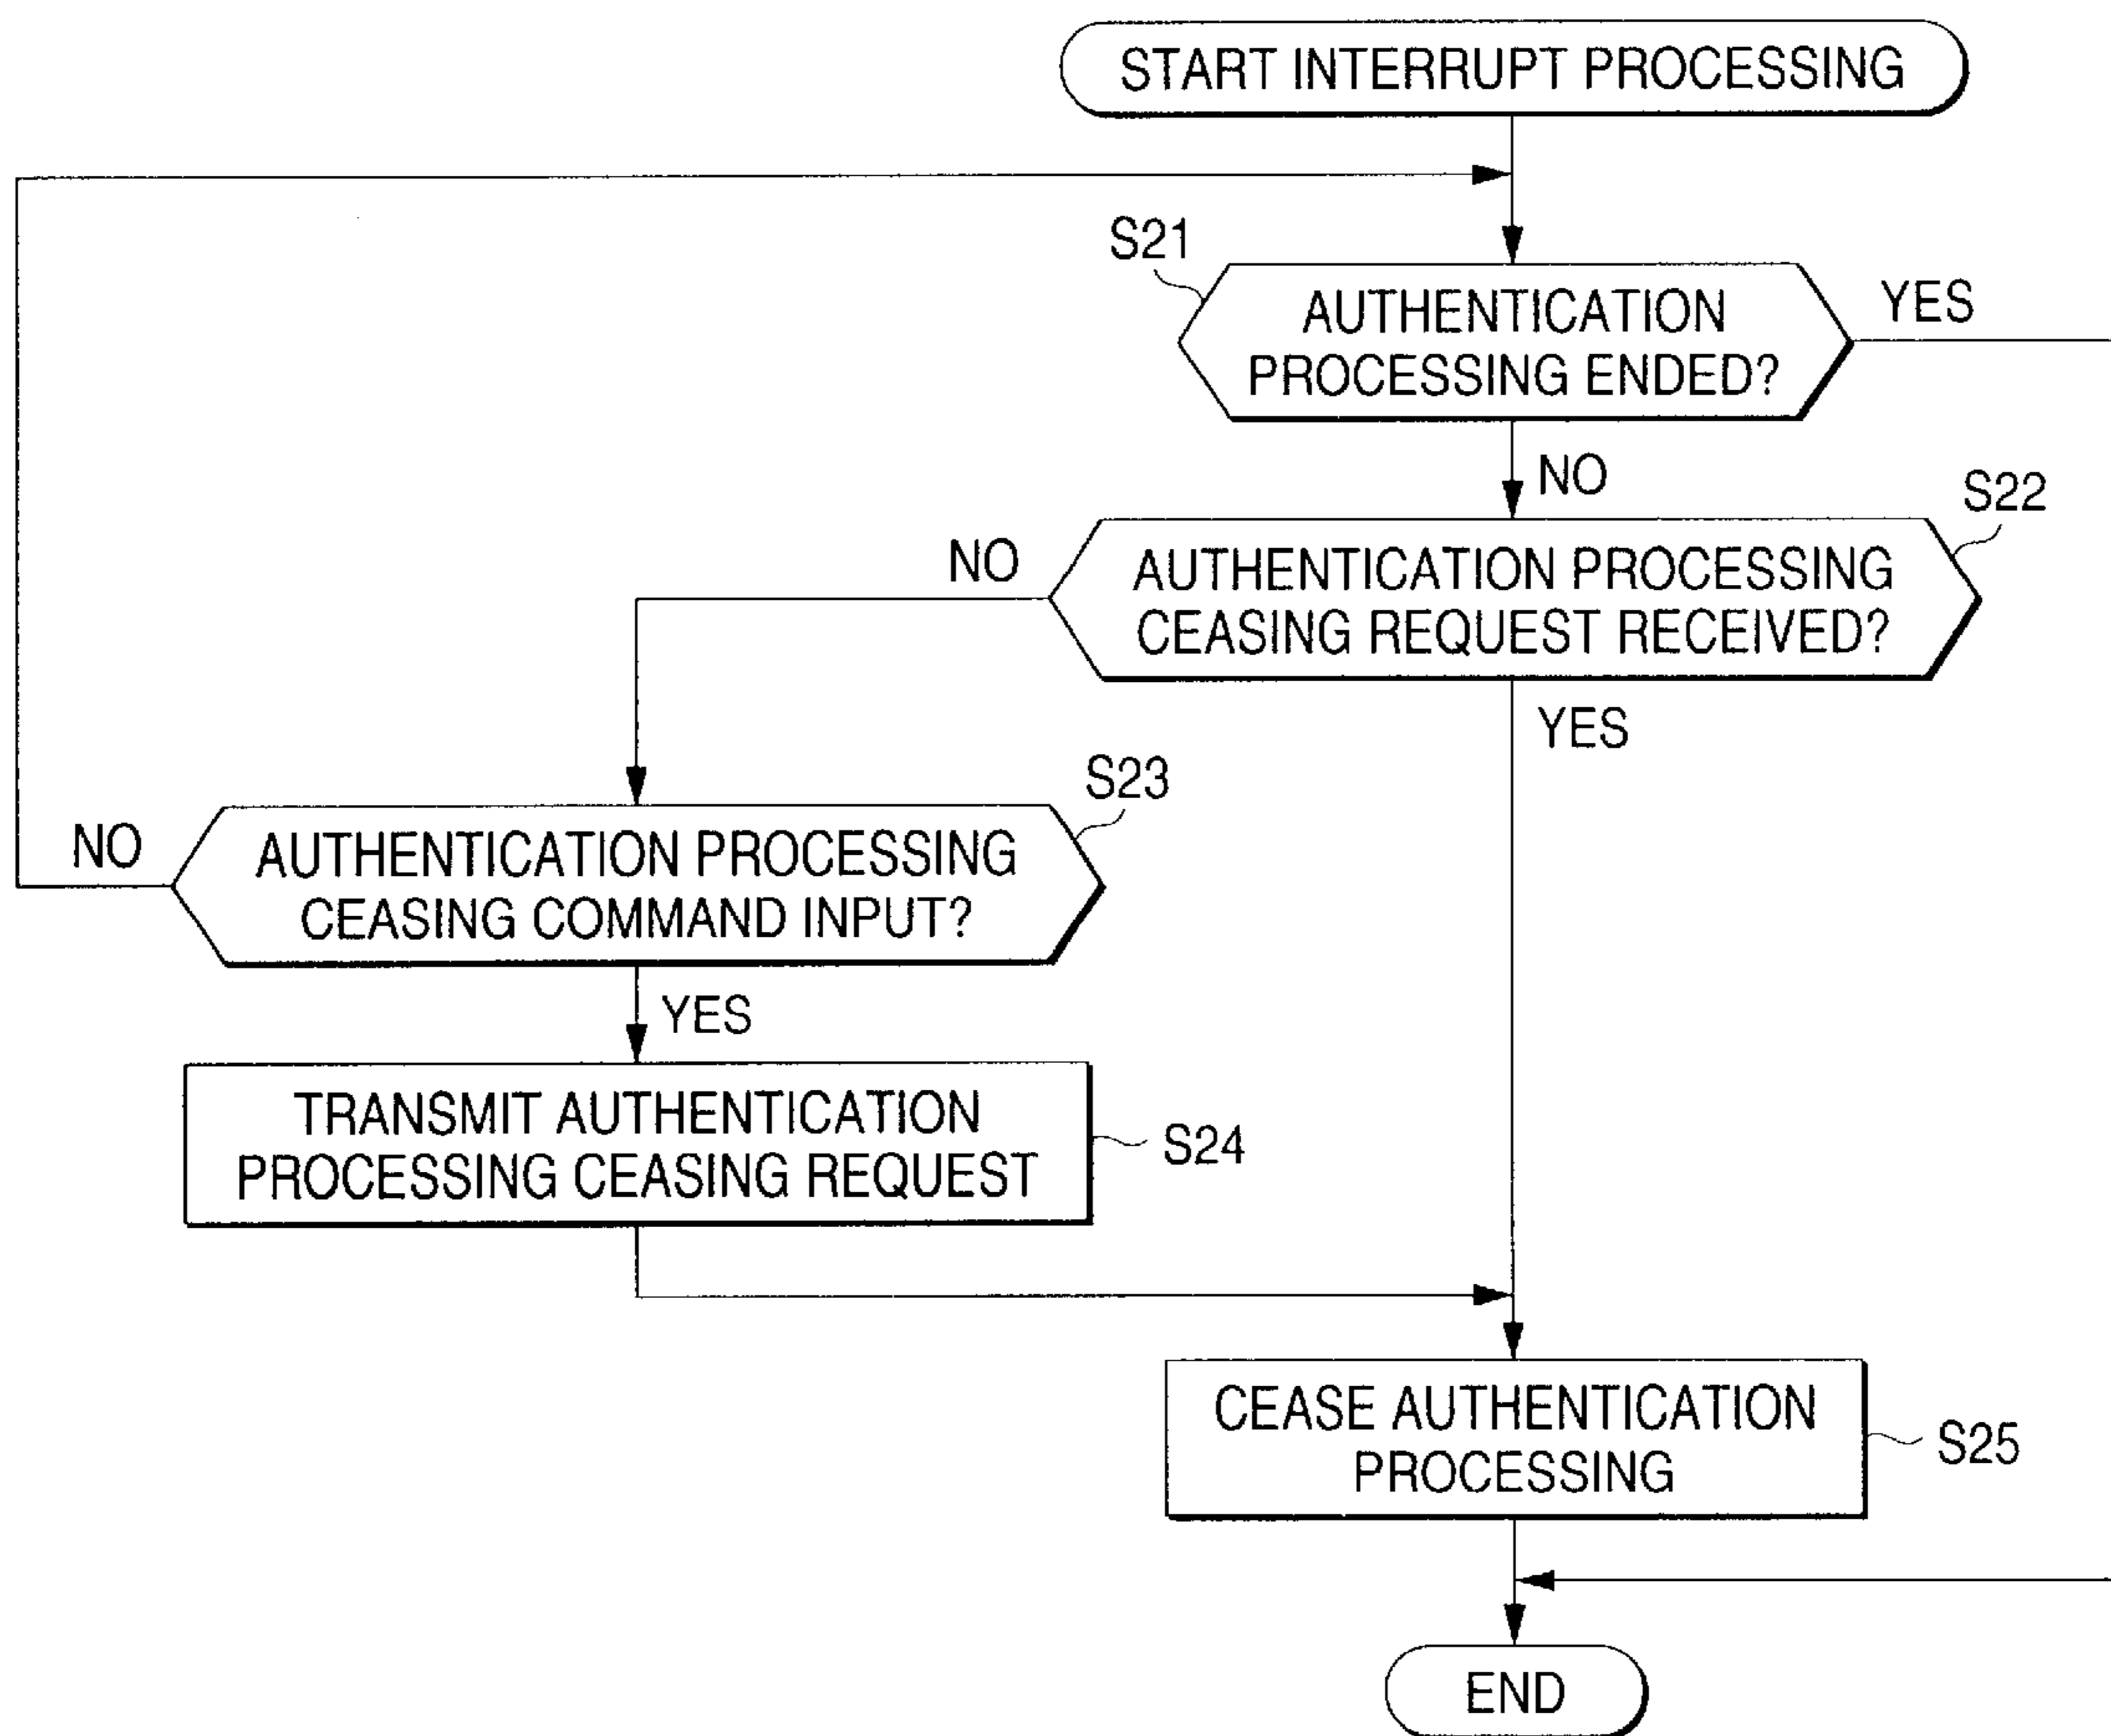 START INTERRUPT PROCESSING
S21
AUTHENTICATION
PROCESSING ENDED?
YES
NO
S22
NO
AUTHENTICATION PROCESSING
CEASING REQUEST RECEIVED?
YES
S23
NO
AUTHENTICATION PROCESSING
CEASING COMMAND INPUT?
YES
TRANSMIT AUTHENTICATION
PROCESSING CEASING REQUEST
S24
CEASE AUTHENTICATION
PROCESSING
S25
END